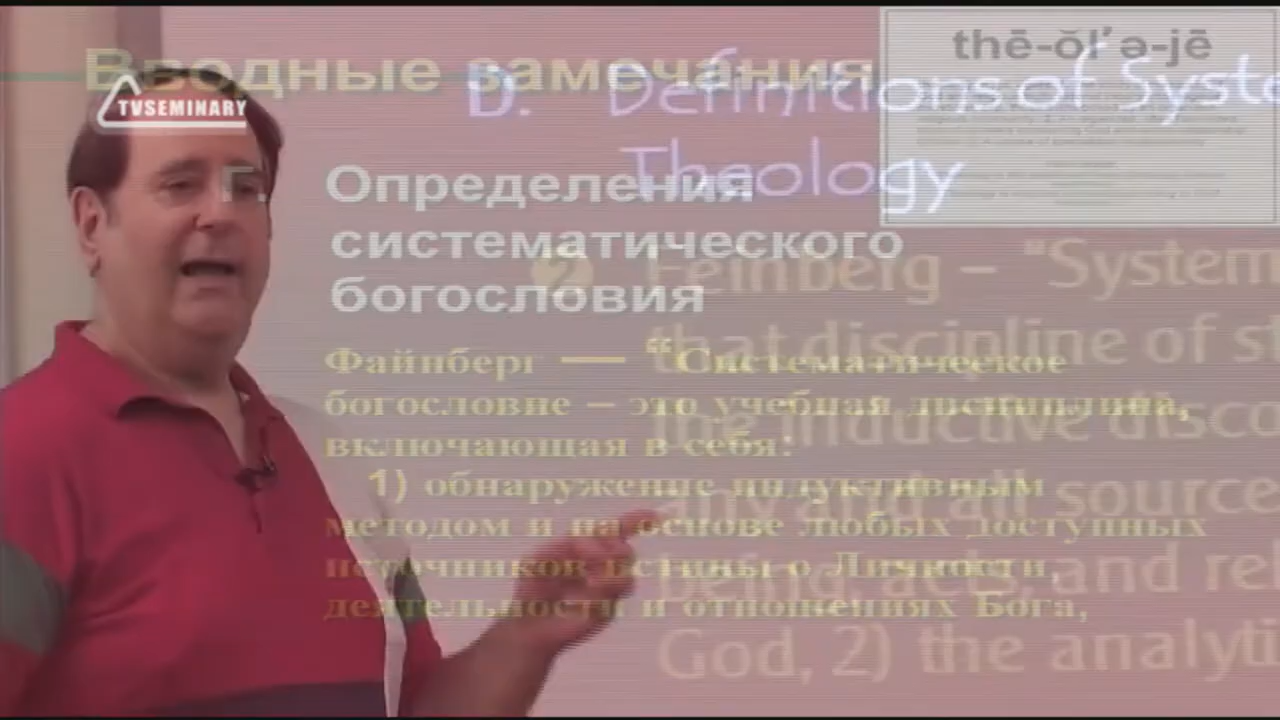 thē-ŏl′ə-jē
Вводные замечания
TVSEMINARY
D. Definitions of Syste
Theology
Г. Определения
систематического
богословия
2 Feinberg – "System
that discipline of st
the inductive disco
any and all source
being, acts, and rel
God, 2) the analyti
Файнберг — “Систематическое
богословие – это учебная дисциплина,
включающая в себя:
1) обнаружение индуктивным
методом и на основе любых доступных
источников истины о Личности,
деятельности и отношениях Бога,